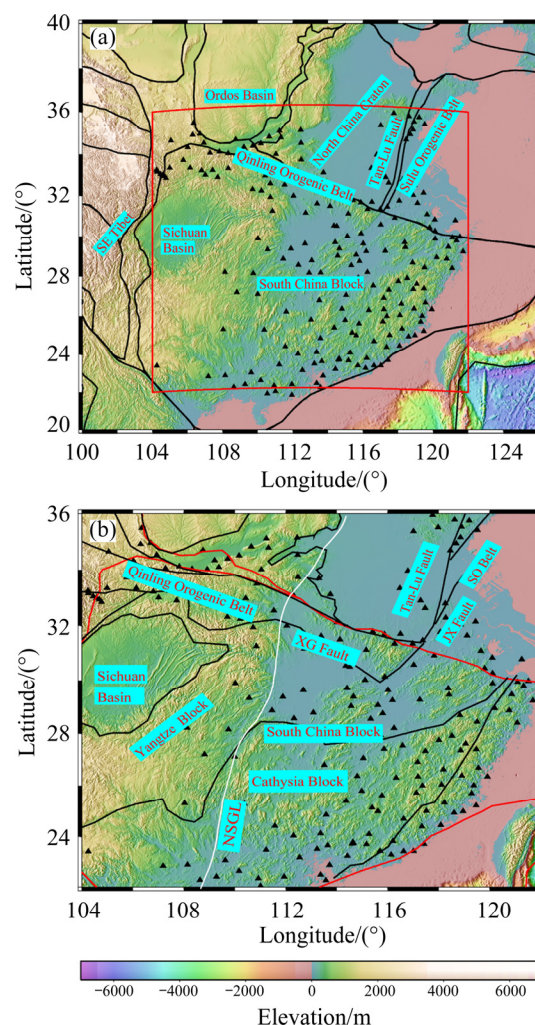 (a)
40
36
32
28
24
20
Latitude/(°)
Ordos Basin
North China Craton
Tan-Lu Fault
Sulu Orogenic Belt
Qinling Orogenic Belt
SE Tibet
Sichuan
Basin
South China Block
100 104 108 112 116 120 124
Longitude/(°)
(b)
36
32
28
24
Latitude/(°)
Qinling Orogenic Belt
Tan-Lu Fault
SO Belt
JX Fault
XG Fault
Sichuan
Basin
Yangtze Block
South China Block
Cathysia Block
NSGL
104 108 112 116 120
Longitude/(°)
−6000 −4000 −2000 0 2000 4000 6000
Elevation/m